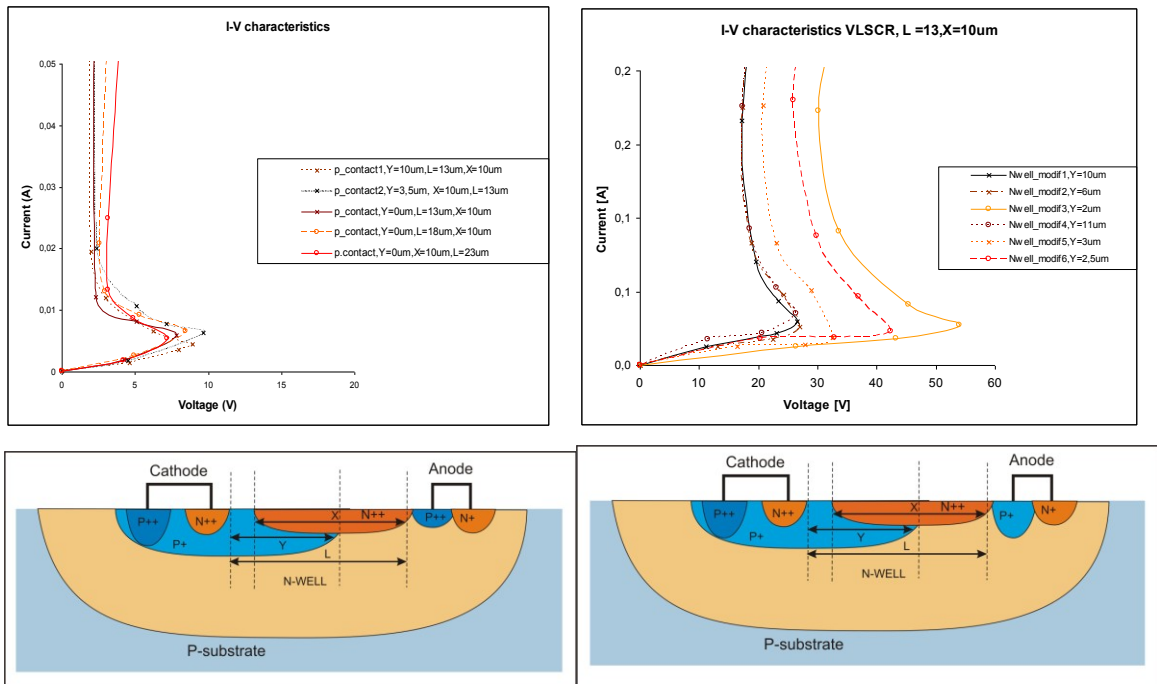 I-V characteristics
0,05
0,04
0,03
0,02
0,01
0
0
5
10
15
20
Current (A)
Voltage (V)
p_contact1,Y=10um,L=13um,X=10um
p_contact2,Y=3,5um, X=10um,L=13um
p_contact,Y=0um,L=13um,X=10um
p_contact,Y=0um,L=18um,X=10um
p.contact,Y=0um,X=10um,L=23um
I-V characteristics VLSCR, L =13,X=10um
0,2
0,2
0,1
0,1
0,0
0
10
20
30
40
50
60
Current [A]
Voltage [V]
Nwell_modif1,Y=10um
Nwell_modif2,Y=6um
Nwell_modif3,Y=2um
Nwell_modif4,Y=11um
Nwell_modif5,Y=3um
Nwell_modif6,Y=2,5um
Cathode
Anode
P++
N++
X
N++
P++
N+
P+
Y
L
N-WELL
P-substrate
Cathode
Anode
P++
N++
X
N++
P++
N+
P+
Y
L
N-WELL
P-substrate